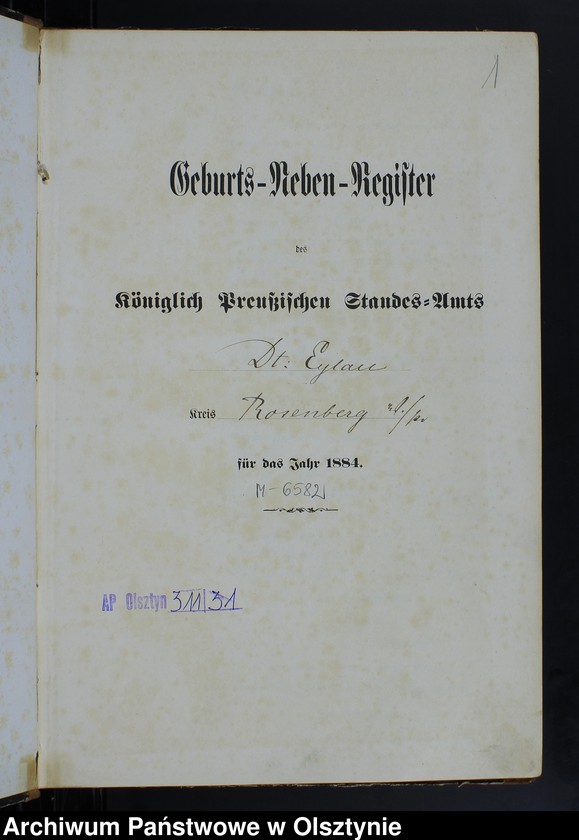 1
Geburts-Neben-Register
des
Königlich Preußischen Standes-Amts
Dt: Eylau
Kreis Rosenberg w/pr
für das Jahr 1884.
M-6582
AP Olsztyn 311/31
Archiwum Państwowe w Olsztynie